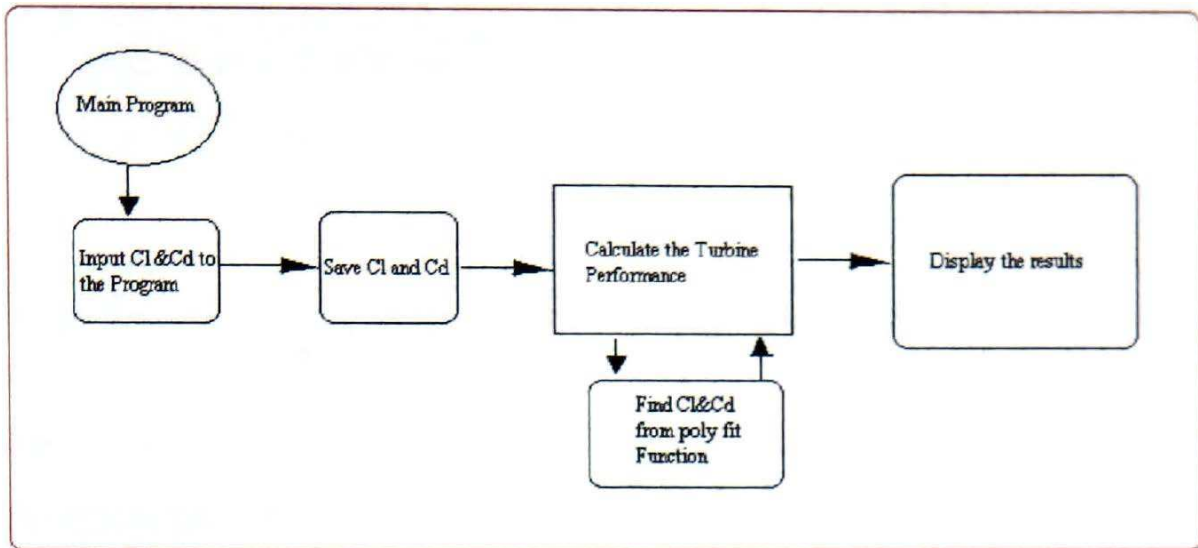 Main Program
Input Cl&Cd to
the Program
Save Cl and Cd
Calculate the Turbine
Performance
Display the results
Find Cl&Cd
from poly fit
Function